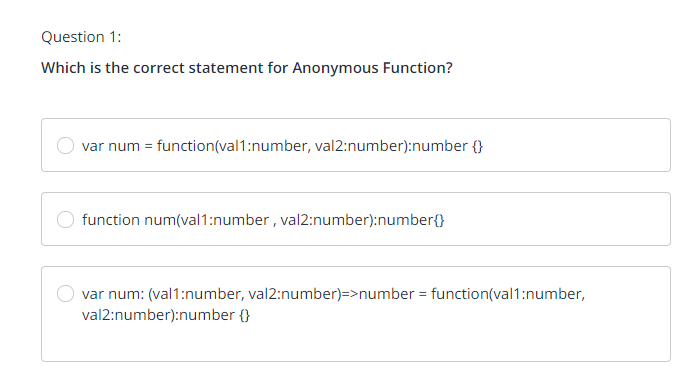 Question 1:
Which is the correct statement for Anonymous Function?
var num = function(val1:number, val2:number):number {}
function num(val1:number , val2:number):number{}
var num: (val1:number, val2:number)=>number = function(val1:number,
val2:number):number {}